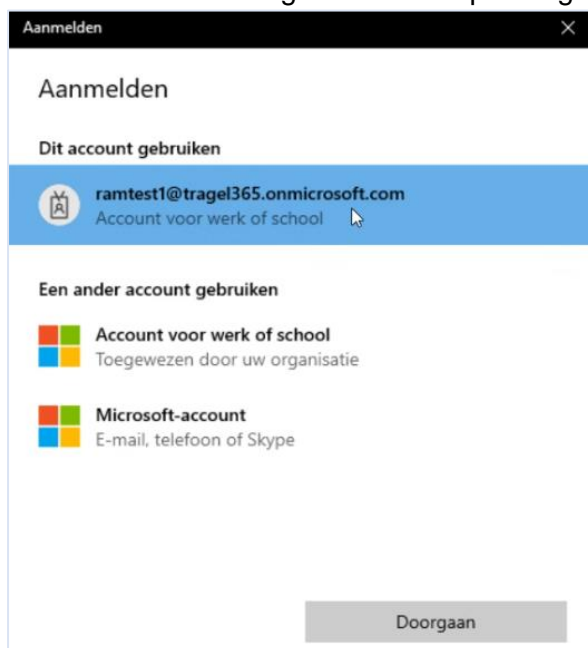 Aanmelden
Aanmelden
Dit account gebruiken
ramtest1@tragel365.onmicrosoft.com
Account voor werk of school
Een ander account gebruiken
Account voor werk of school
Toegewezen door uw organisatie
Microsoft-account
E-mail, telefoon of Skype
Doorgaan